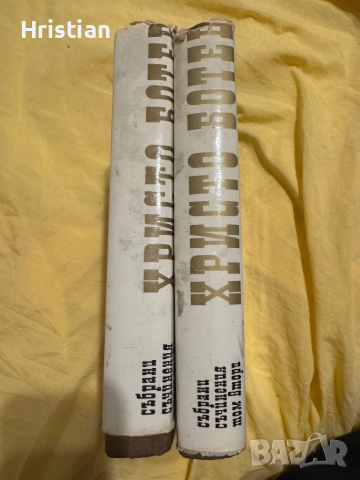 Hristian
ХРИСТО БОТЕВ
СЪБРАНИ
СЪЧИНЕНИЯ
ХРИСТО БОТЕВ
СЪБРАНИ
СЪЧИНЕНИЯ
ТОМ ВТОРИ
BAZAR